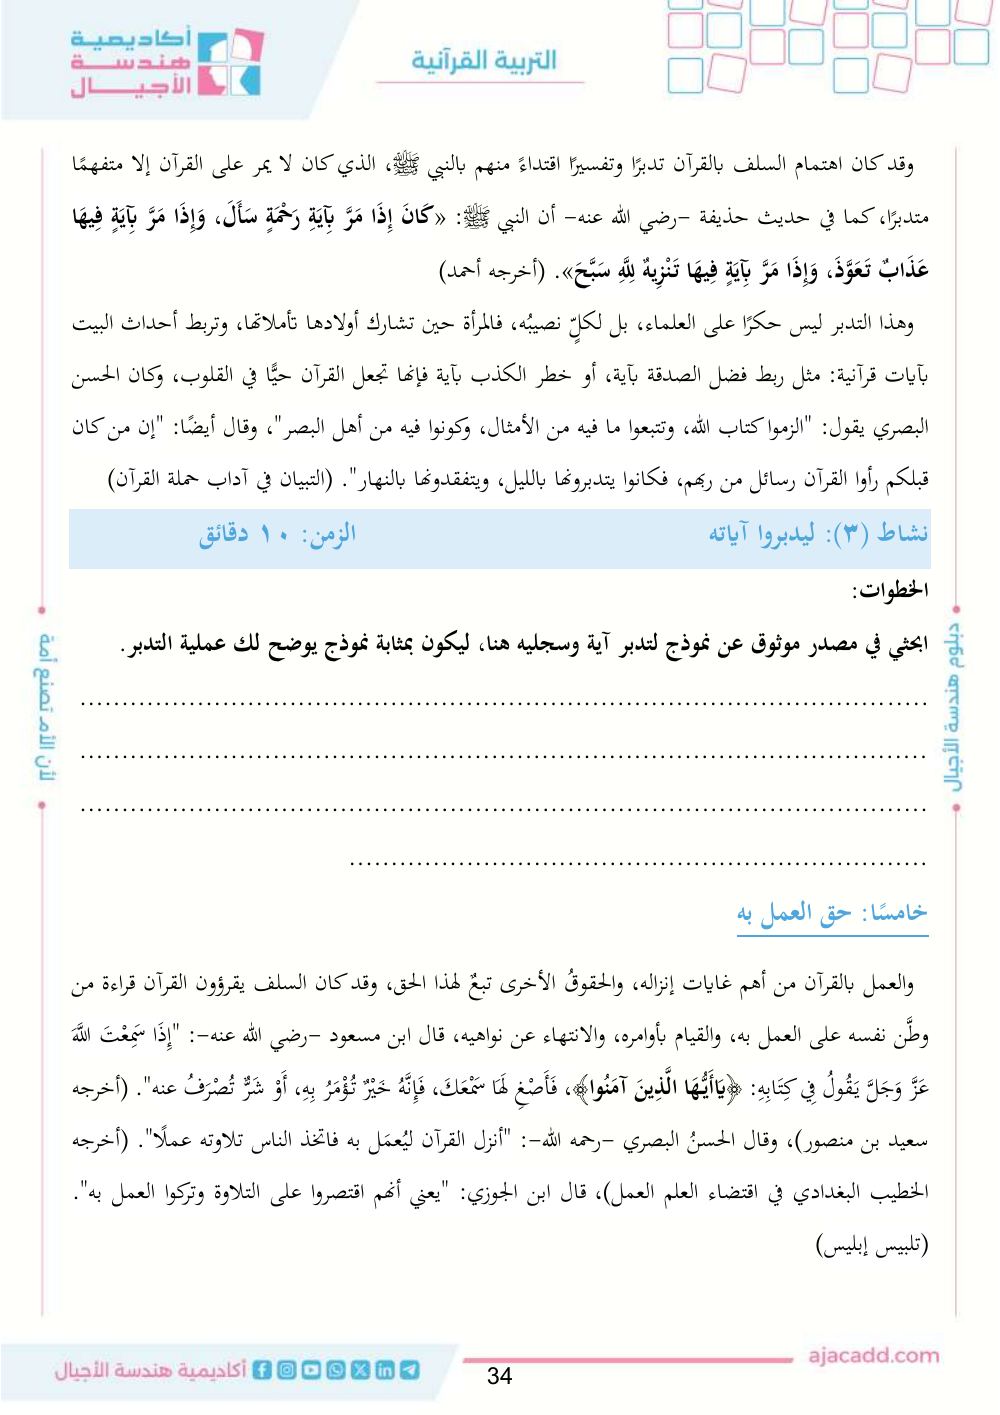 أكاديمية
هندسة
الأجيال
التربية القرآنية
وقد كان اهتمام السلف بالقرآن تدبرًا وتفسيرًا اقتداءً منهم بالنبي ﷺ، الذي كان لا يمر على القرآن إلا متفهمًا
متدبرًا، كما في حديث حذيفة -رضي الله عنه- أن النبي ﷺ: «كَانَ إِذَا مَرَّ بِآيَةِ رَحْمَةٍ سَأَلَ، وَإِذَا مَرَّ بِآيَةٍ فِيهَا
عَذَابٌ تَعَوَّذَ، وَإِذَا مَرَّ بِآيَةٍ فِيهَا تَنْزِيهٌ لِلَّهِ سَبَّحَ». (أخرجه أحمد)
وهذا التدبر ليس حكرًا على العلماء، بل لكلٍّ نصيبُه، فالمرأة حين تشارك أولادها تأملاتها، وتربط أحداث البيت
بآيات قرآنية: مثل ربط فضل الصدقة بآية، أو خطر الكذب بآية فإنها تجعل القرآن حيًّا في القلوب، وكان الحسن
البصري يقول: "الزموا كتاب الله، وتتبعوا ما فيه من الأمثال، وكونوا فيه من أهل البصر"، وقال أيضًا: "إن من كان
قبلكم رأوا القرآن رسائل من ربهم، فكانوا يتدبرونها بالليل، ويتفقدونها بالنهار". (التبيان في آداب حملة القرآن)
نشاط (٣): ليدبروا آياته الزمن: ١٠ دقائق
الخطوات:
ابحثي في مصدر موثوق عن نموذج لتدبر آية وسجليه هنا، ليكون بمثابة نموذج يوضح لك عملية التدبر.
....................................................................................................
....................................................................................................
....................................................................................................
....................................................................
خامسًا: حق العمل به
والعمل بالقرآن من أهم غايات إنزاله، والحقوقُ الأخرى تبعٌ لهذا الحق، وقد كان السلف يقرؤون القرآن قراءة من
وطَّن نفسه على العمل به، والقيام بأوامره، والانتهاء عن نواهيه، قال ابن مسعود -رضي الله عنه-: "إِذَا سَمِعْتَ اللَّهَ
عَزَّ وَجَلَّ يَقُولُ فِي كِتَابِهِ: ﴿يَاأَيُّهَا الَّذِينَ آمَنُوا﴾، فَأَصْغِ لَهَا سَمْعَكَ، فَإِنَّهُ خَيْرٌ تُؤْمَرُ بِهِ، أَوْ شَرٌّ تُصْرَفُ عنه". (أخرجه
سعيد بن منصور)، وقال الحسنُ البصري -رحمه الله-: "أنزل القرآن ليُعمَل به فاتخذ الناس تلاوته عملًا". (أخرجه
الخطيب البغدادي في اقتضاء العلم العمل)، قال ابن الجوزي: "يعني أنهم اقتصروا على التلاوة وتركوا العمل به".
(تلبيس إبليس)
دبلوم هندسة الأجيال
لأن الأم تصنع أمة
ajacadd.com
34
أكاديمية هندسة الأجيال